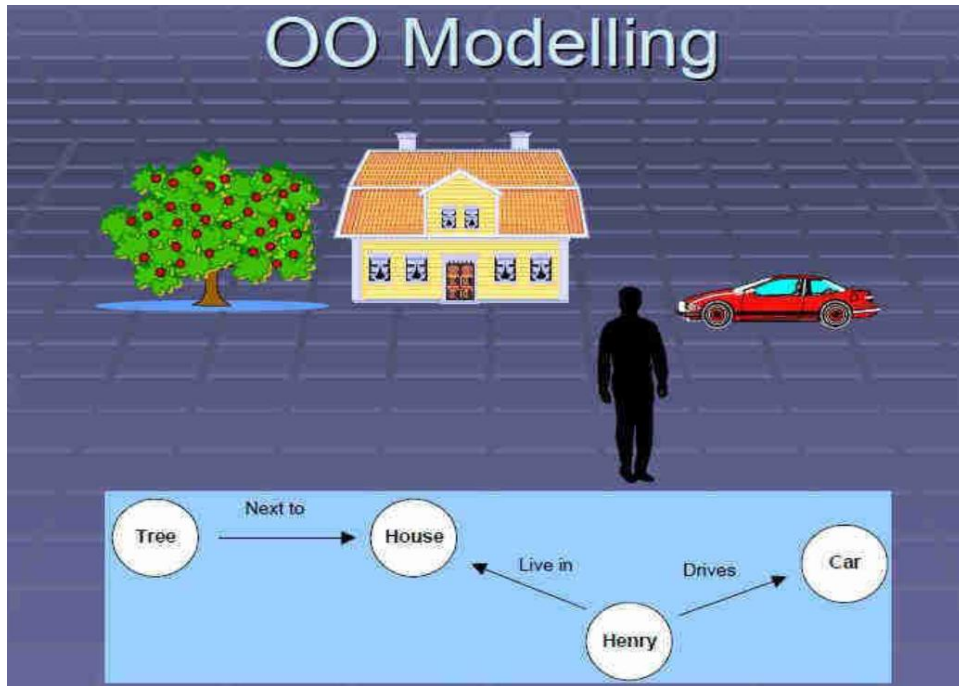 OO Modelling
Next to
Tree
House
Live in
Drives
Car
Henry